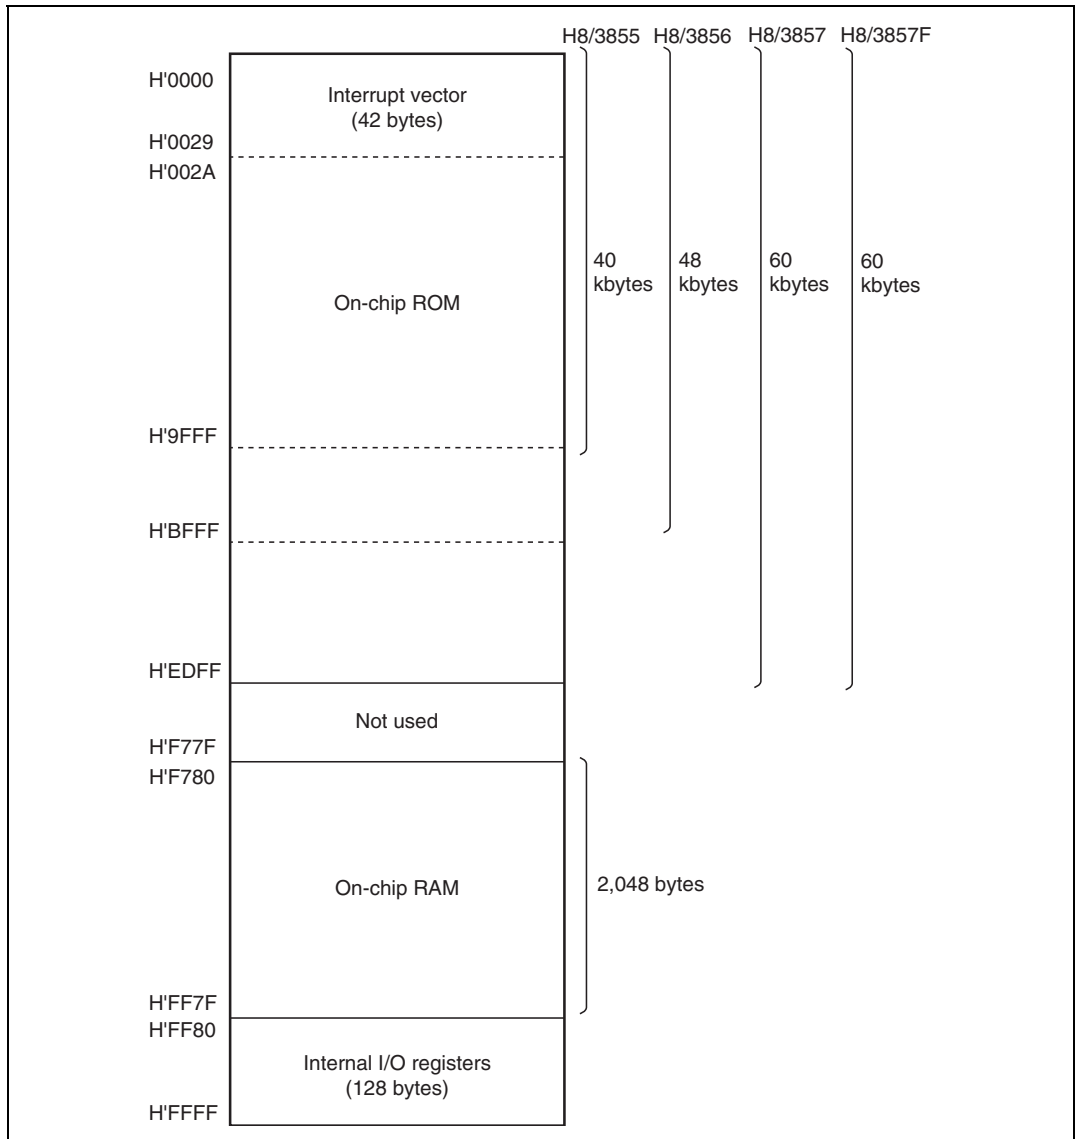 H8/3855 H8/3856 H8/3857 H8/3857F
H'0000
Interrupt vector
(42 bytes)
H'0029
H'002A
40
kbytes
48
kbytes
60
kbytes
60
kbytes
On-chip ROM
H'9FFF
H'BFFF
H'EDFF
Not used
H'F77F
H'F780
On-chip RAM
2,048 bytes
H'FF7F
H'FF80
Internal I/O registers
(128 bytes)
H'FFFF